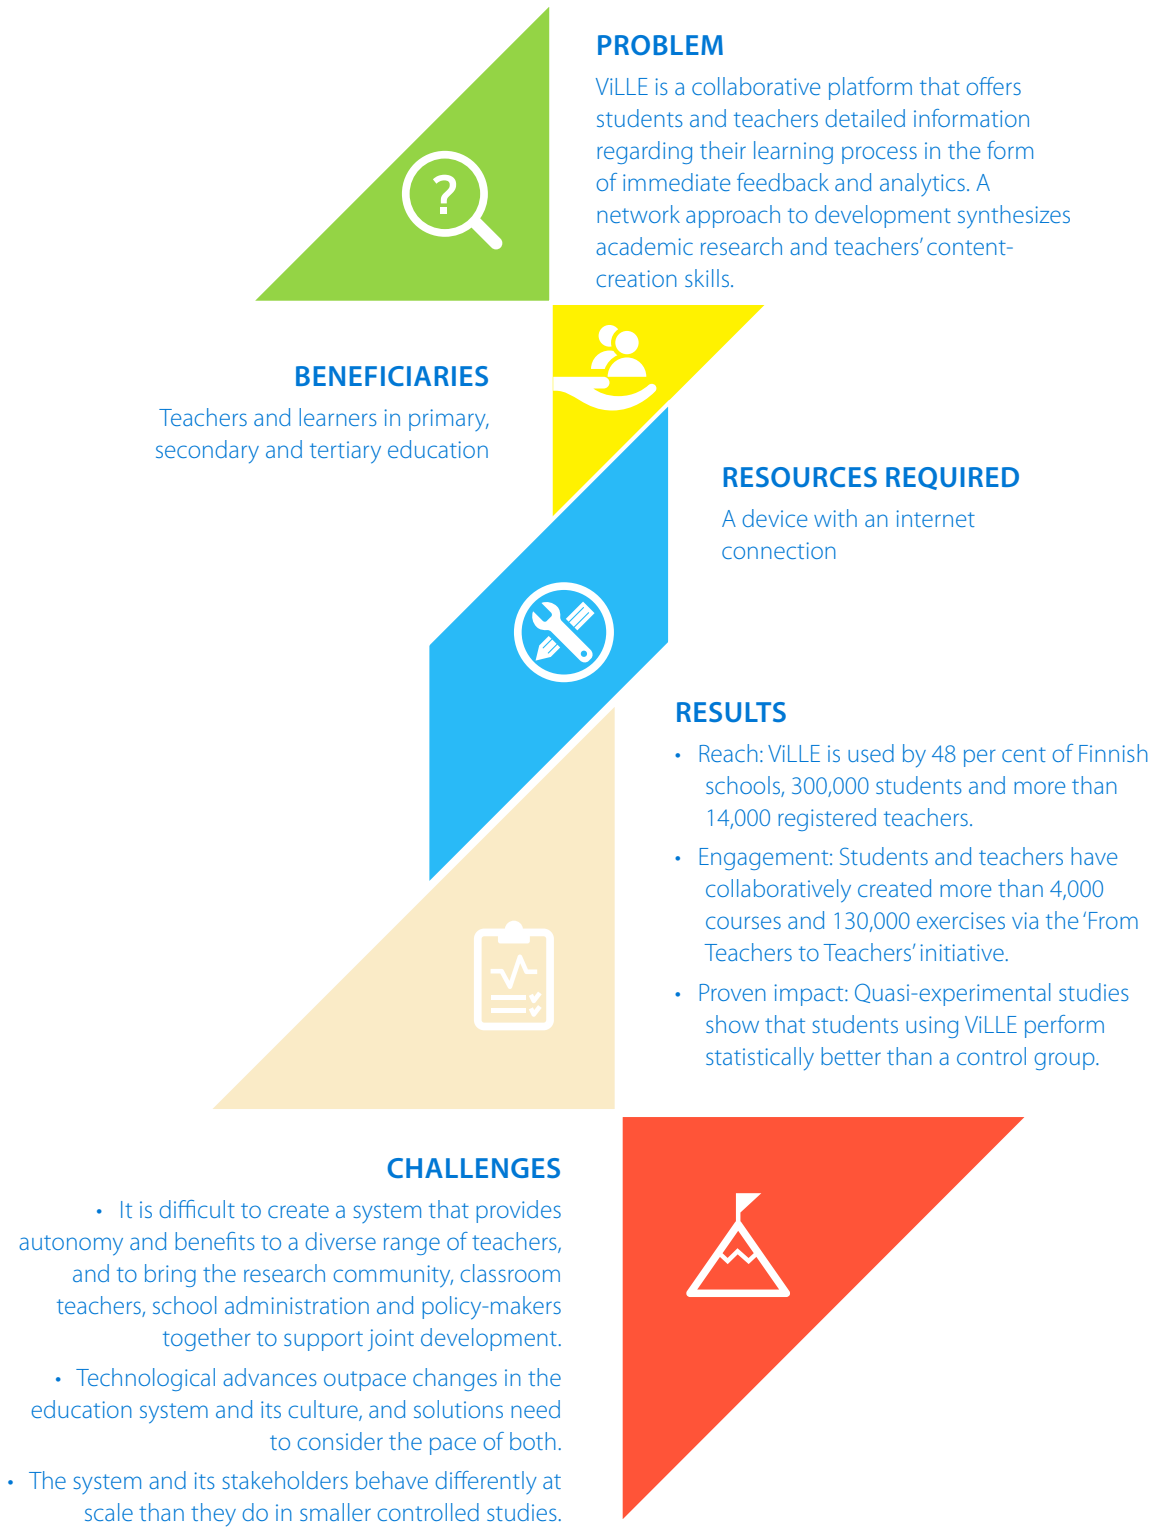 PROBLEM
ViLLE is a collaborative platform that offers
students and teachers detailed information
regarding their learning process in the form
of immediate feedback and analytics. A
network approach to development synthesizes
academic research and teachers’ content-
creation skills.
BENEFICIARIES
Teachers and learners in primary,
secondary and tertiary education
RESOURCES REQUIRED
A device with an internet
connection
RESULTS
• Reach: ViLLE is used by 48 per cent of Finnish
schools, 300,000 students and more than
14,000 registered teachers.
• Engagement: Students and teachers have
collaboratively created more than 4,000
courses and 130,000 exercises via the ‘From
Teachers to Teachers’ initiative.
• Proven impact: Quasi-experimental studies
show that students using ViLLE perform
statistically better than a control group.
CHALLENGES
• It is difficult to create a system that provides
autonomy and benefits to a diverse range of teachers,
and to bring the research community, classroom
teachers, school administration and policy-makers
together to support joint development.
• Technological advances outpace changes in the
education system and its culture, and solutions need
to consider the pace of both.
• The system and its stakeholders behave differently at
scale than they do in smaller controlled studies.